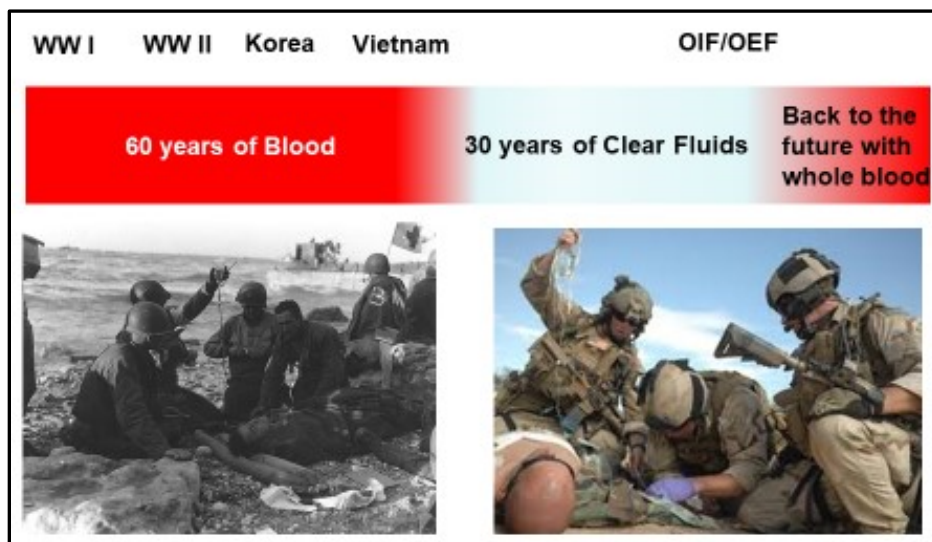 WW I WW II Korea Vietnam OIF/OEF
60 years of Blood
30 years of Clear Fluids
Back to the
future with
whole blood